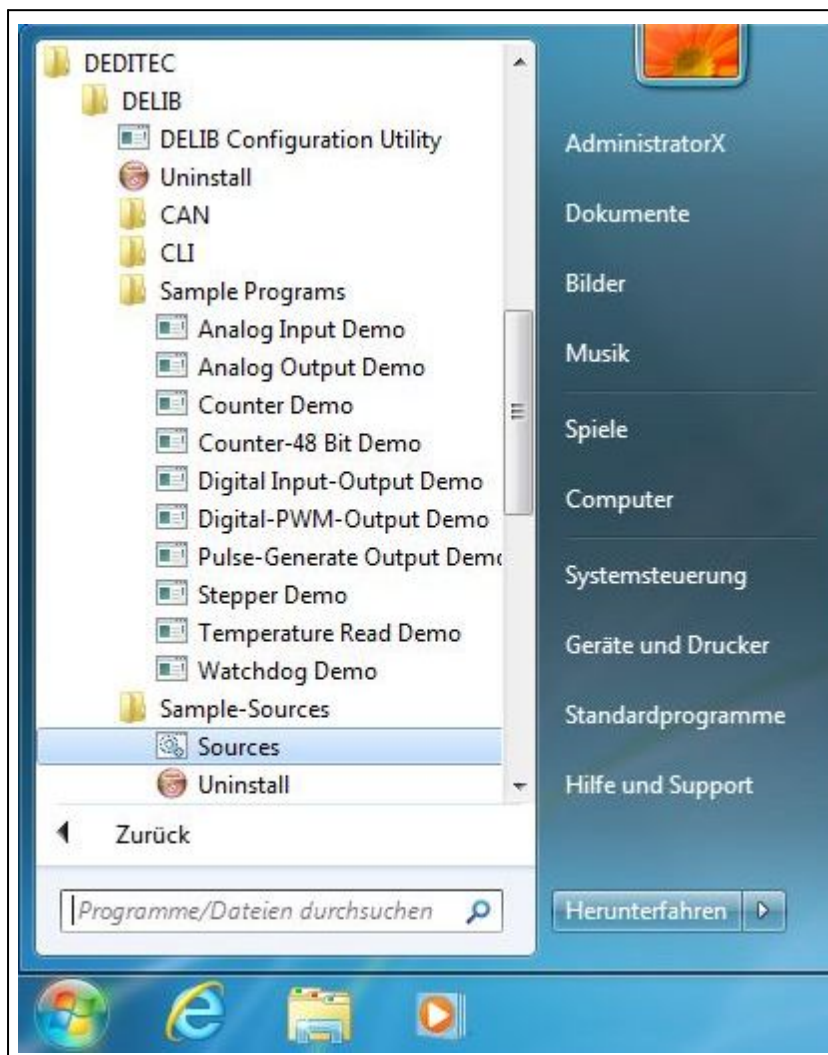 DEDITEC
DELIB
DELIB Configuration Utility
Uninstall
CAN
CLI
Sample Programs
Analog Input Demo
Analog Output Demo
Counter Demo
Counter-48 Bit Demo
Digital Input-Output Demo
Digital-PWM-Output Demo
Pulse-Generate Output Demo
Stepper Demo
Temperature Read Demo
Watchdog Demo
Sample-Sources
Sources
Uninstall
Zurück
Programme/Dateien durchsuchen
AdministratorX
Dokumente
Bilder
Musik
Spiele
Computer
Systemsteuerung
Geräte und Drucker
Standardprogramme
Hilfe und Support
Herunterfahren